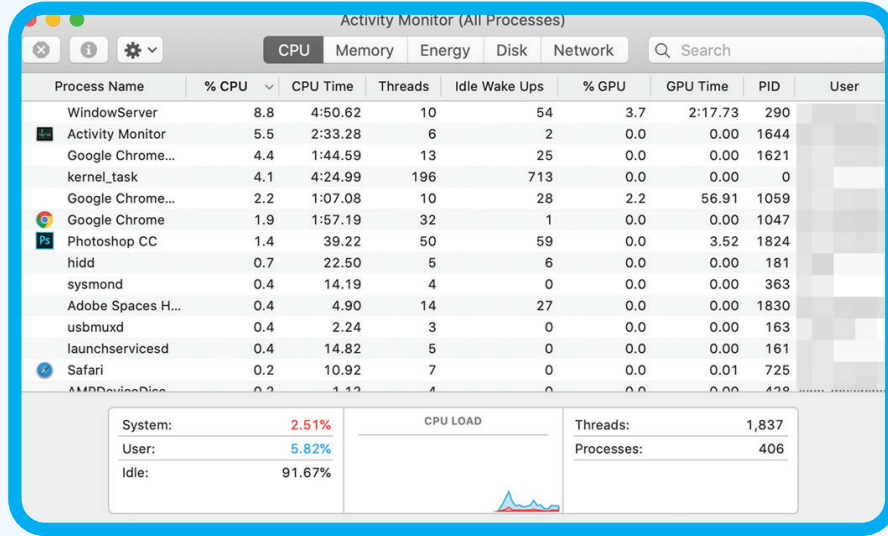 Activity Monitor (All Processes)
CPU Memory Energy Disk Network Search
Process Name % CPU CPU Time Threads Idle Wake Ups % GPU GPU Time PID User
WindowServer 8.8 4:50.62 10 54 3.7 2:17.73 290
Activity Monitor 5.5 2:33.28 6 2 0.0 0.00 1644
Google Chrome... 4.4 1:44.59 13 25 0.0 0.00 1621
kernel_task 4.1 4:24.99 196 713 0.0 0.00 0
Google Chrome... 2.2 1:07.08 10 28 2.2 56.91 1059
Google Chrome 1.9 1:57.19 32 1 0.0 0.00 1047
Ps Photoshop CC 1.4 39.22 50 59 0.0 3.52 1824
hidd 0.7 22.50 5 6 0.0 0.00 181
sysmond 0.4 14.19 4 0 0.0 0.00 363
Adobe Spaces H... 0.4 4.90 14 27 0.0 0.00 1830
usbmuxd 0.4 2.24 3 0 0.0 0.00 163
launchservicesd 0.4 14.82 5 0 0.0 0.00 161
Safari 0.2 10.92 7 0 0.0 0.01 725
System: 2.51% CPU LOAD Threads: 1,837
User: 5.82% Processes: 406
Idle: 91.67%